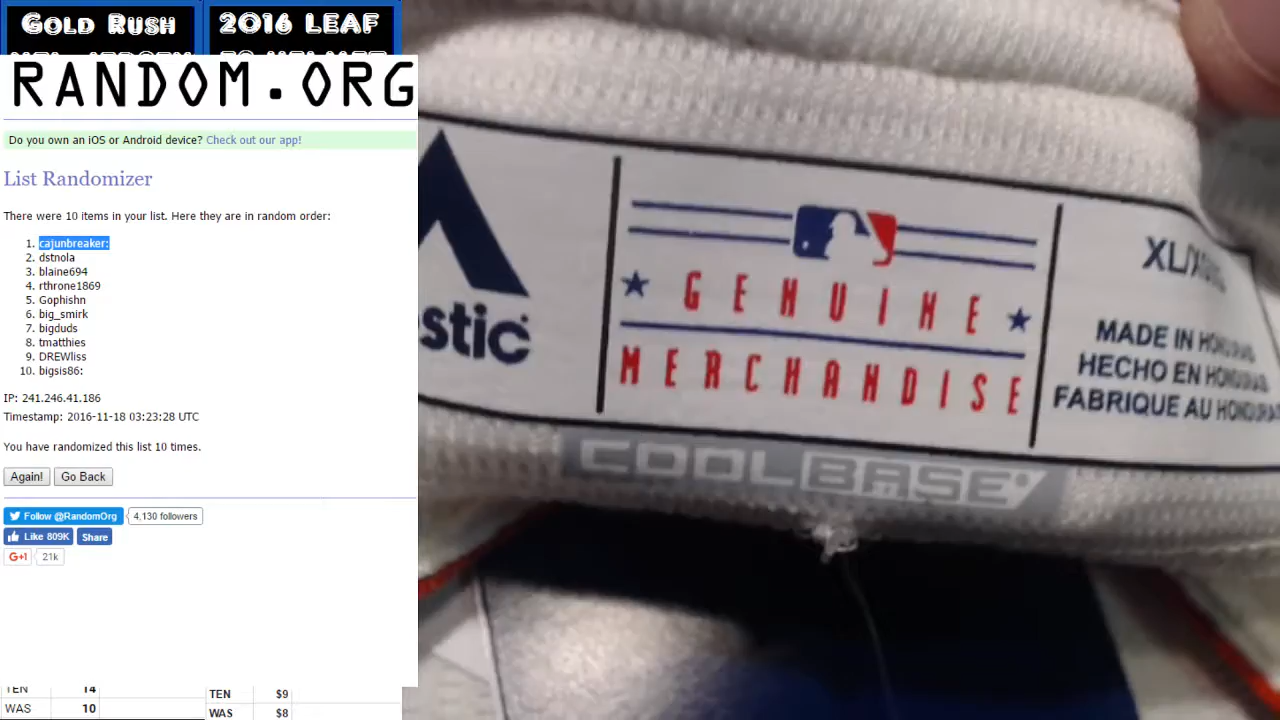 GOLD RUSH
2016 LEAF
RANDOM.ORG
Do you own an iOS or Android device? Check out our app!
List Randomizer
There were 10 items in your list. Here they are in random order:
1. cajunbreaker:
2. dstnola
3. blaine694
4. rthrone1869
5. Gophishn
6. big_smirk
7. bigduds
8. tmatthies
9. DREWliss
10. bigsis86:
IP: 241.246.41.186
Timestamp: 2016-11-18 03:23:28 UTC
You have randomized this list 10 times.
Again! Go Back
Follow @RandomOrg 4,130 followers
Like 809K Share
G+1 21k
TEN 14 TEN $9
WAS 10 WAS $8
stic
GENUINE
MERCHANDISE
MADE IN HONDURAS
HECHO EN HONDURAS
FABRIQUE AU HONDURAS
COOLBASE